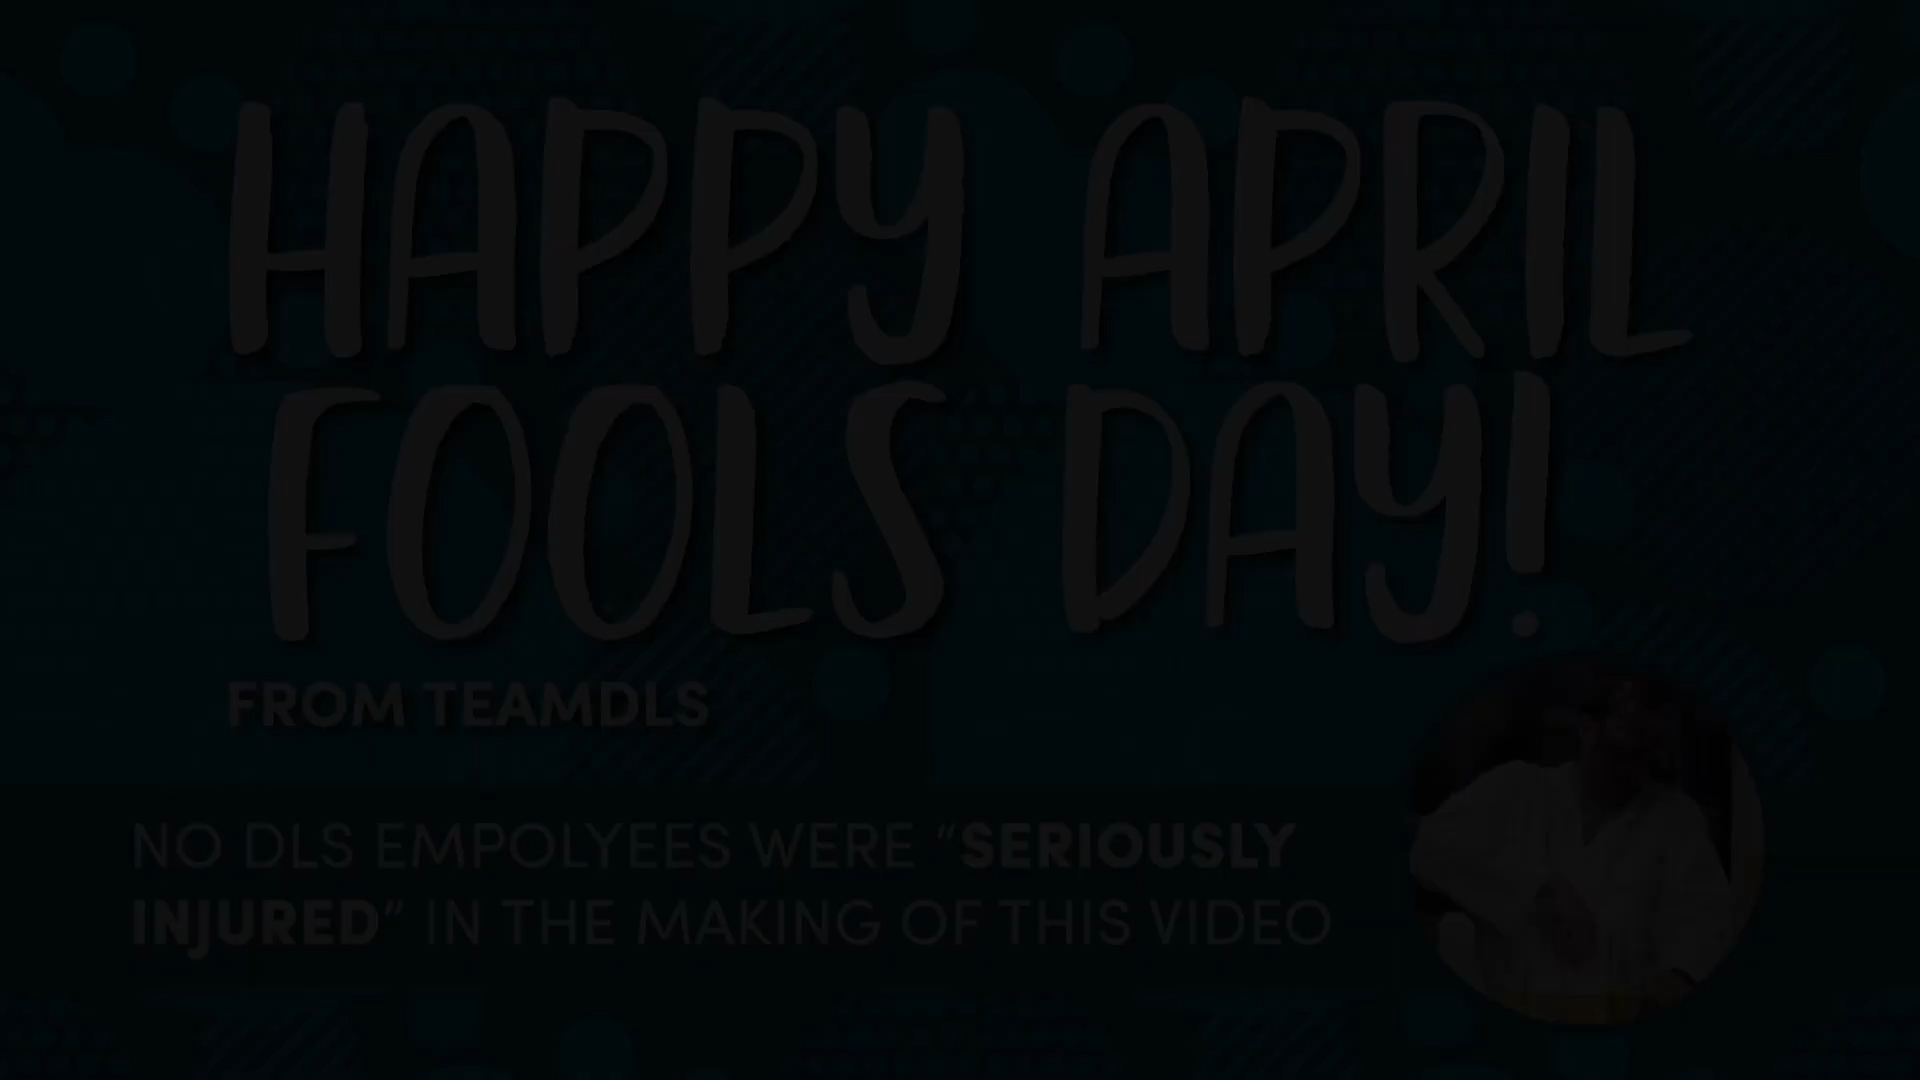 HAPPY APRIL
FOOLS DAY!
FROM TEAMDLS
NO DLS EMPOLYEES WERE “SERIOUSLY
INJURED” IN THE MAKING OF THIS VIDEO